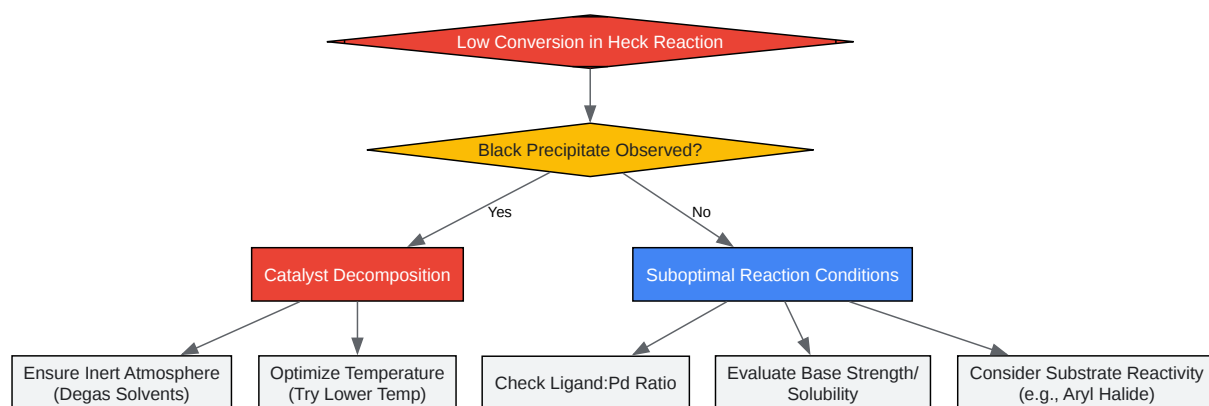 Low Conversion in Heck Reaction
Black Precipitate Observed?
Yes
No
Catalyst Decomposition
Suboptimal Reaction Conditions
Ensure Inert Atmosphere
(Degas Solvents)
Optimize Temperature
(Try Lower Temp)
Check Ligand:Pd Ratio
Evaluate Base Strength/
Solubility
Consider Substrate Reactivity
(e.g., Aryl Halide)